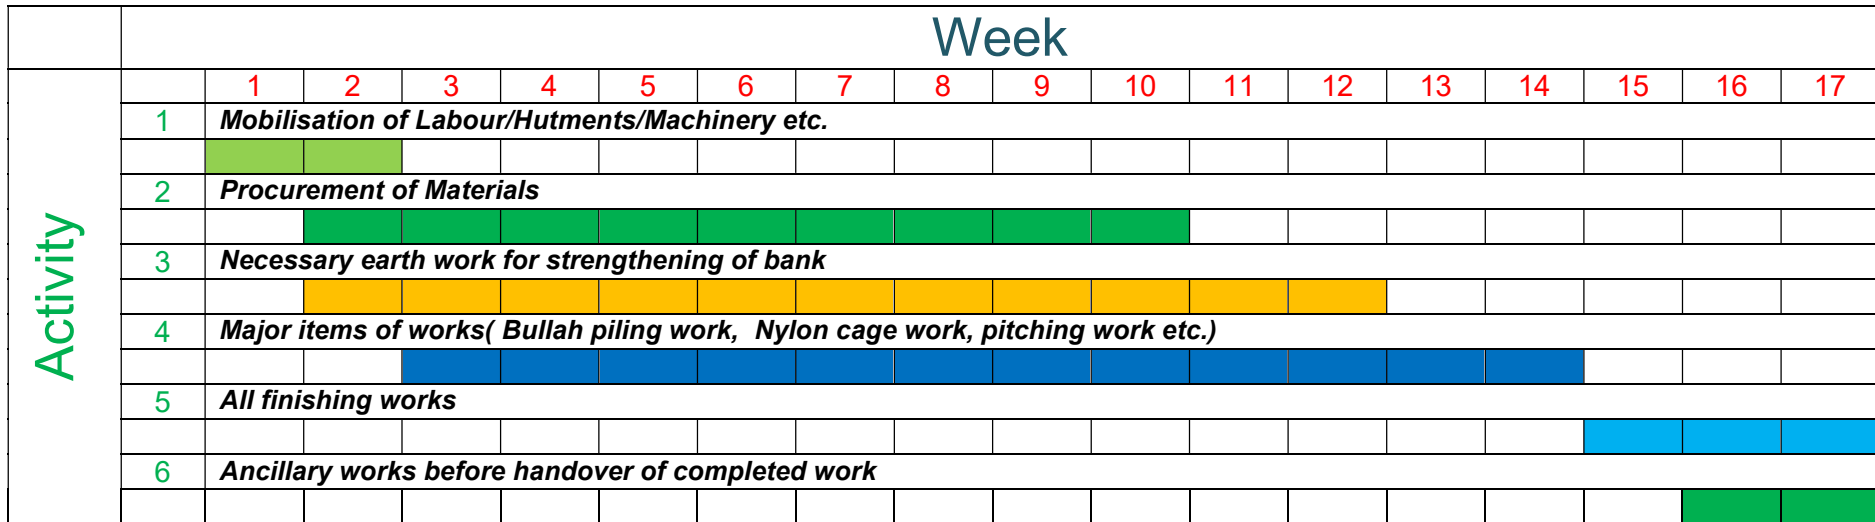 Week
Activity
1 2 3 4 5 6 7 8 9 10 11 12 13 14 15 16 17
1 Mobilisation of Labour/Hutments/Machinery etc.
2 Procurement of Materials
3 Necessary earth work for strengthening of bank
4 Major items of works( Bullah piling work, Nylon cage work, pitching work etc.)
5 All finishing works
6 Ancillary works before handover of completed work